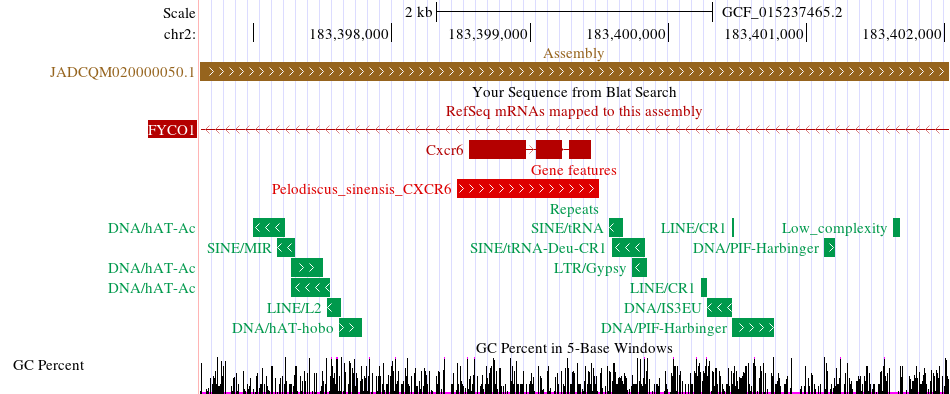 Scale 2 kb GCF_015237465.2
chr2: 183,398,000 183,399,000 183,400,000 183,401,000 183,402,000
Assembly
JADCQM020000050.1
Your Sequence from Blat Search
RefSeq mRNAs mapped to this assembly
FYCO1
Cxcr6
Gene features
Pelodiscus_sinensis_CXCR6
Repeats
DNA/hAT-Ac SINE/tRNA LINE/CR1 Low_complexity
SINE/MIR SINE/tRNA-Deu-CR1 DNA/PIF-Harbinger
DNA/hAT-Ac LTR/Gypsy
DNA/hAT-Ac LINE/CR1
LINE/L2 DNA/IS3EU
DNA/hAT-hobo DNA/PIF-Harbinger
GC Percent in 5-Base Windows
GC Percent